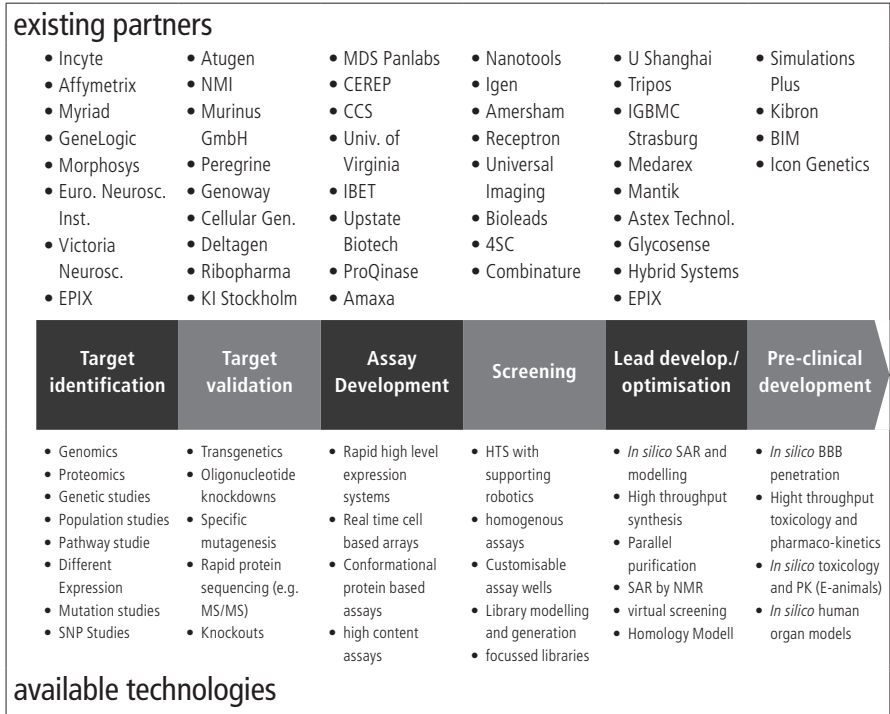 existing partners
• Incyte
• Affymetrix
• Myriad
• GeneLogic
• Morphosys
• Euro. Neurosc.
Inst.
• Victoria
Neurosc.
• EPIX
• Atugen
• NMI
• Murinus
GmbH
• Peregrine
• Genoway
• Cellular Gen.
• Deltagen
• Ribopharma
• KI Stockholm
• MDS Panlabs
• CEREP
• CCS
• Univ. of
Virginia
• IBET
• Upstate
Biotech
• ProQinase
• Amaxa
• Nanotools
• Igen
• Amersham
• Receptron
• Universal
Imaging
• Bioleads
• 4SC
• Combinature
• U Shanghai
• Tripos
• IGBMC
Strasburg
• Medarex
• Mantik
• Astex Technol.
• Glycosense
• Hybrid Systems
• EPIX
• Simulations
Plus
• Kibron
• BIM
• Icon Genetics
Target
identification
Target
validation
Assay
Development
Screening
Lead develop./
optimisation
Pre-clinical
development
• Genomics
• Proteomics
• Genetic studies
• Population studies
• Pathway studie
• Different
Expression
• Mutation studies
• SNP Studies
• Transgenetics
• Oligonucleotide
knockdowns
• Specific
mutagenesis
• Rapid protein
sequencing (e.g.
MS/MS)
• Knockouts
• Rapid high level
expression
systems
• Real time cell
based arrays
• Conformational
protein based
assays
• high content
assays
• HTS with
supporting
robotics
• homogenous
assays
• Customisable
assay wells
• Library modelling
and generation
• focussed libraries
• In silico SAR and
modelling
• High throughput
synthesis
• Parallel
purification
• SAR by NMR
• virtual screening
• Homology Modell
• In silico BBB
penetration
• Hight throughput
toxicology and
pharmaco-kinetics
• In silico toxicology
and PK (E-animals)
• In silico human
organ models
available technologies